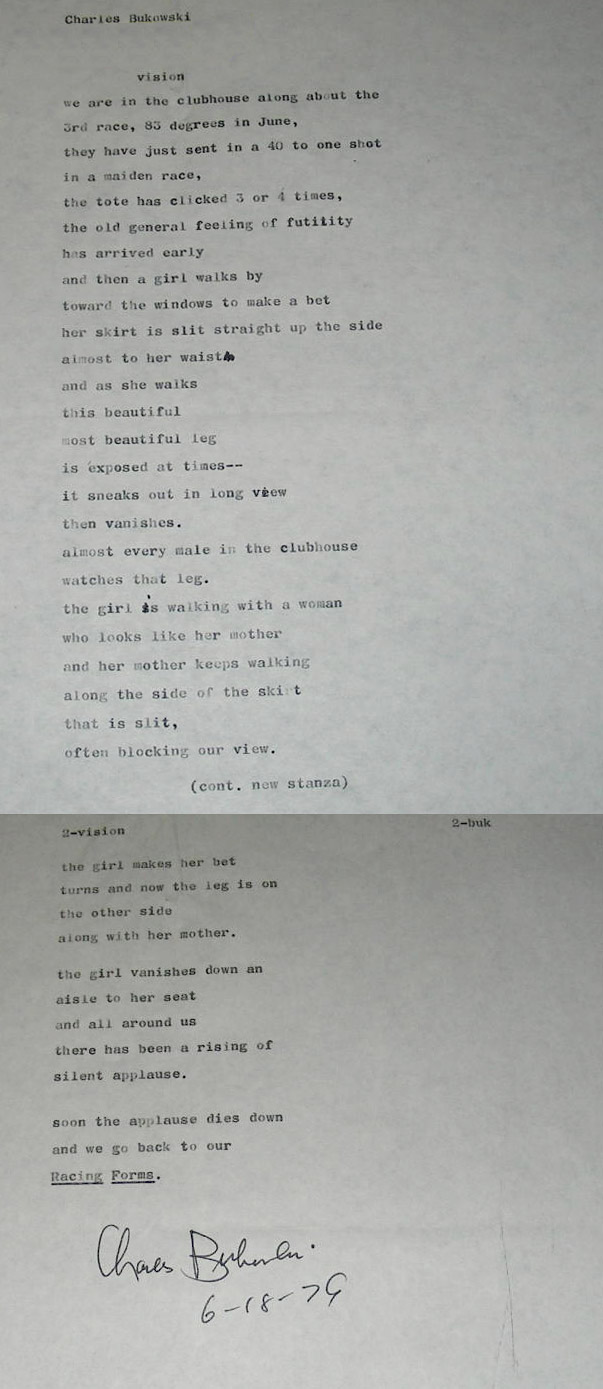 Charles Bukowski
vision
we are in the clubhouse along about the
3rd race, 83 degrees in June,
they have just sent in a 40 to one shot
in a maiden race,
the tote has clicked 3 or 4 times,
the old general feeling of futility
has arrived early
and then a girl walks by
toward the windows to make a bet
her skirt is slit straight up the side
almost to her waist
and as she walks
this beautiful
most beautiful leg
is exposed at times--
it sneaks out in long view
then vanishes.
almost every male in the clubhouse
watches that leg.
the girl is walking with a woman
who looks like her mother
and her mother keeps walking
along the side of the skirt
that is slit,
often blocking our view.
(cont. new stanza)
2-vision
2-buk
the girl makes her bet
turns and now the leg is on
the other side
along with her mother.
the girl vanishes down an
aisle to her seat
and all around us
there has been a rising of
silent applause.
soon the applause dies down
and we go back to our
Racing Forms.
Charles Bukowski.
6-18-79